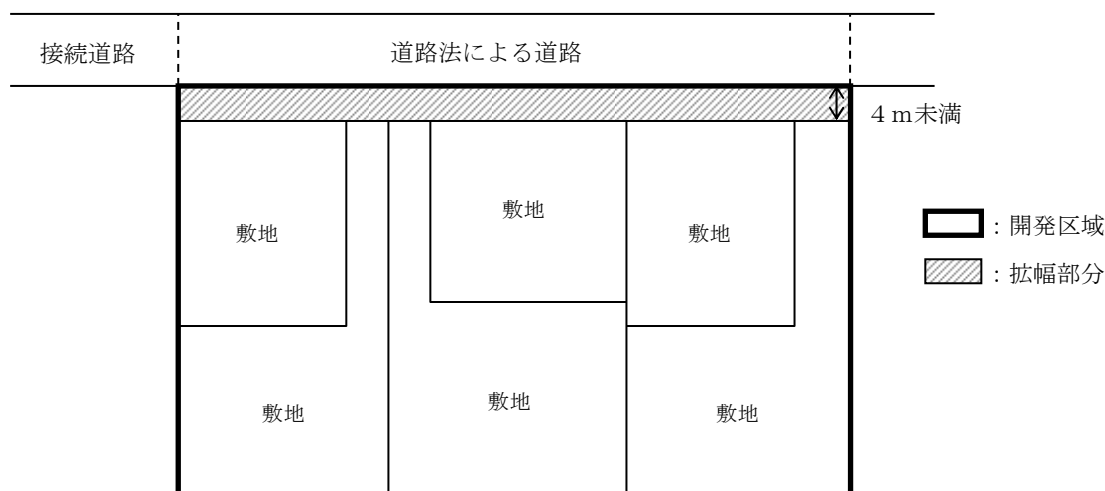 接続道路
道路法による道路
4m未満
敷地
敷地
敷地
:開発区域
:拡幅部分
敷地
敷地
敷地